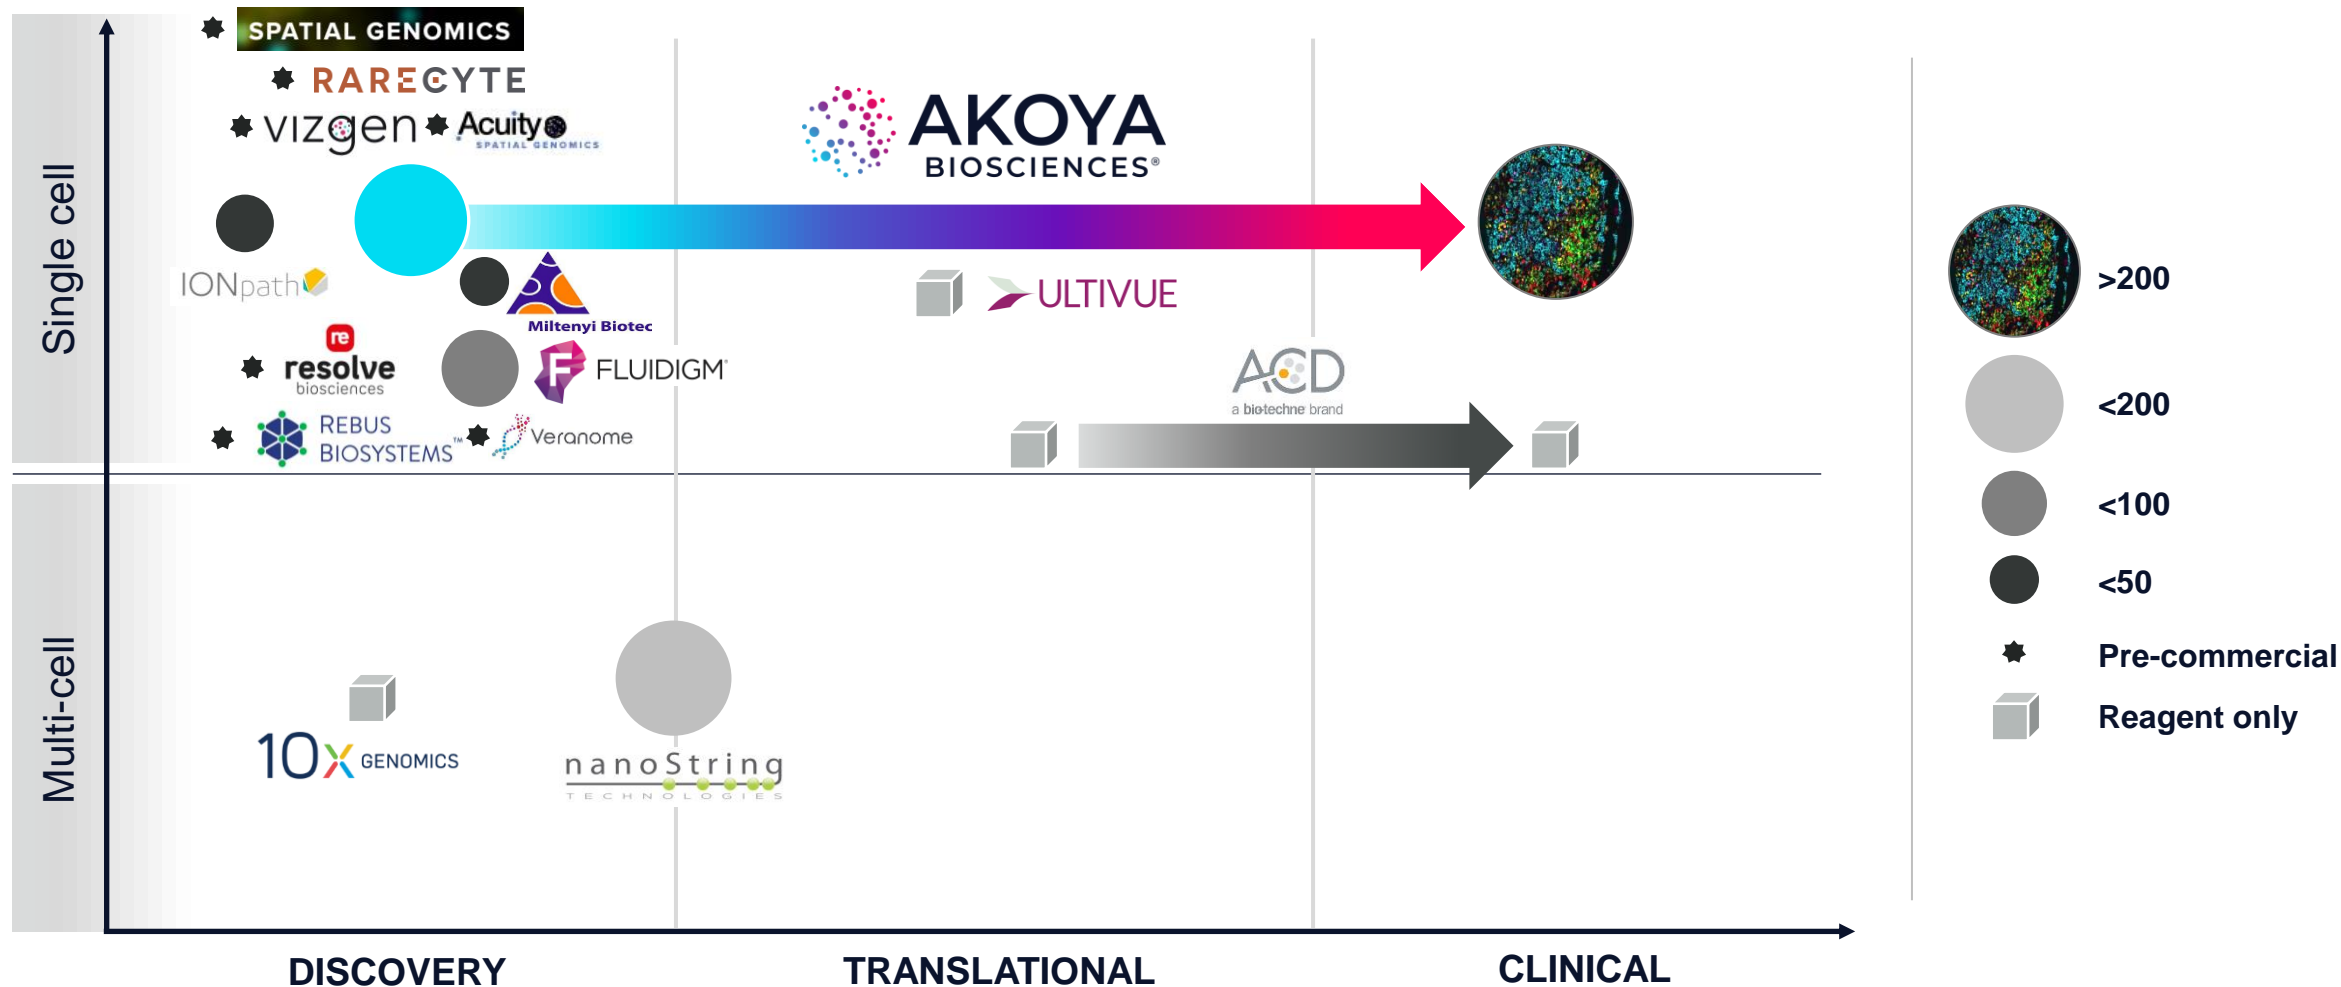 SPATIAL GENOMICS
RARECYTE
vizgen
Acuity
SPATIAL GENOMICS
AKOYA
BIOSCIENCES®
Single cell
IONpath
Miltenyi Biotec
ULTIVUE
re
resolve
biosciences
F FLUIDIGM
ACD
a biotechne brand
REBUS
BIOSYSTEMS™
Veranome
Multi-cell
10X GENOMICS
nanoString
TECHNOLOGIES
DISCOVERY
TRANSLATIONAL
CLINICAL
>200
<200
<100
<50
Pre-commercial
Reagent only